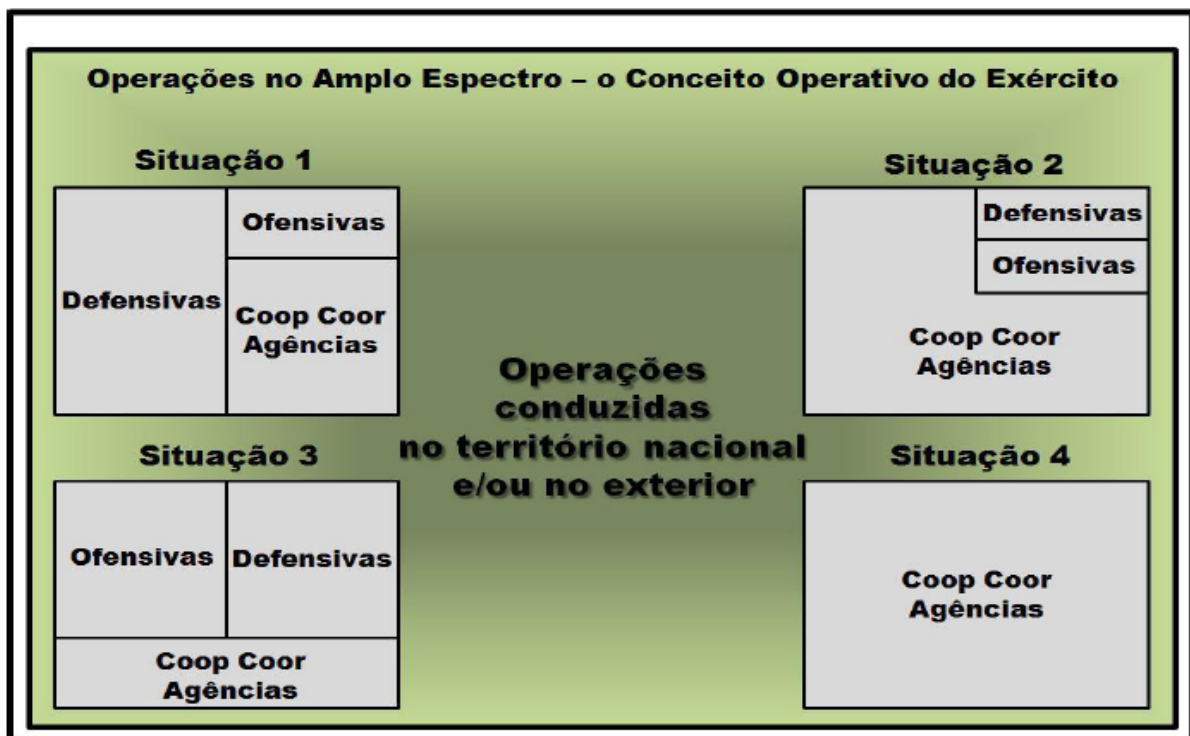 Operações no Amplo Espectro – o Conceito Operativo do Exército
Situação 1
Defensivas
Ofensivas
Coop Coor
Agências
Situação 2
Defensivas
Ofensivas
Coop Coor
Agências
Operações
conduzidas
no território nacional
e/ou no exterior
Situação 3
Ofensivas
Defensivas
Coop Coor
Agências
Situação 4
Coop Coor
Agências